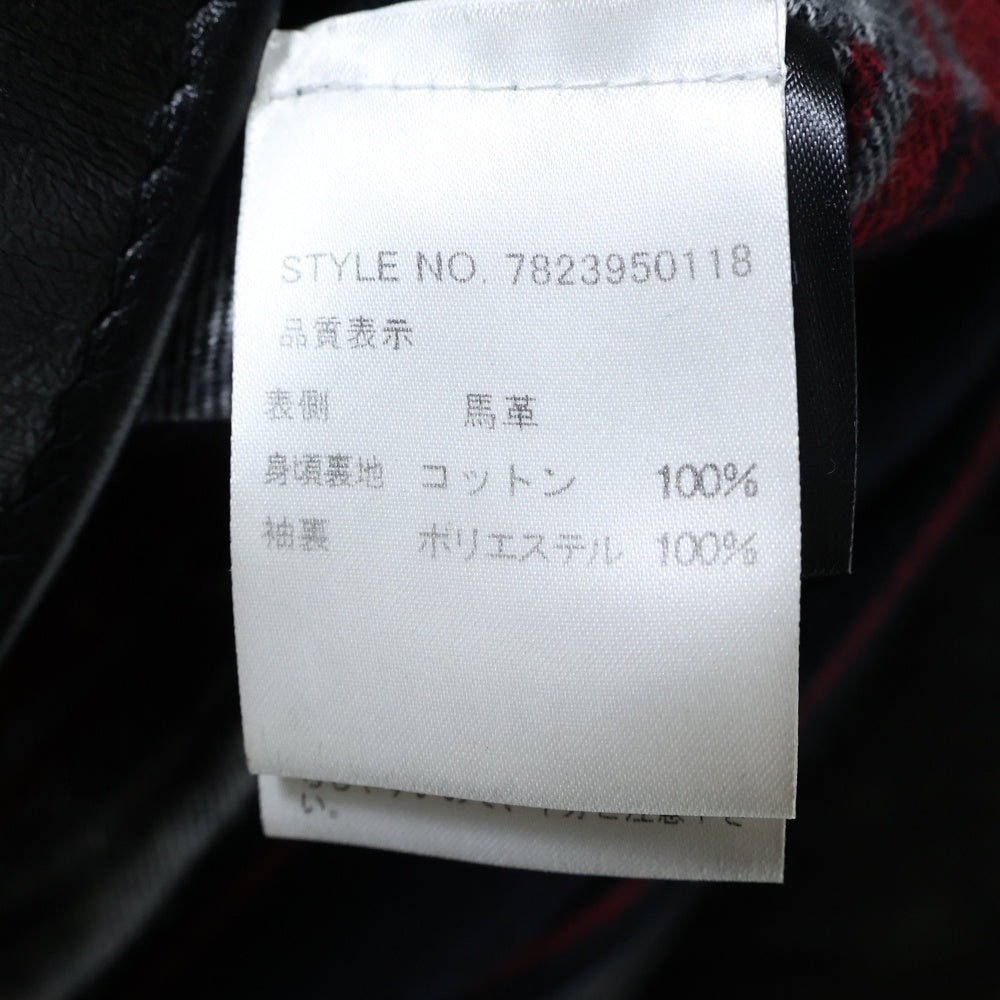 STYLE NO. 7823950118
品質表示
表側 馬革
身頃裏地 コットン 100%
袖裏 ポリエステル 100%
い。